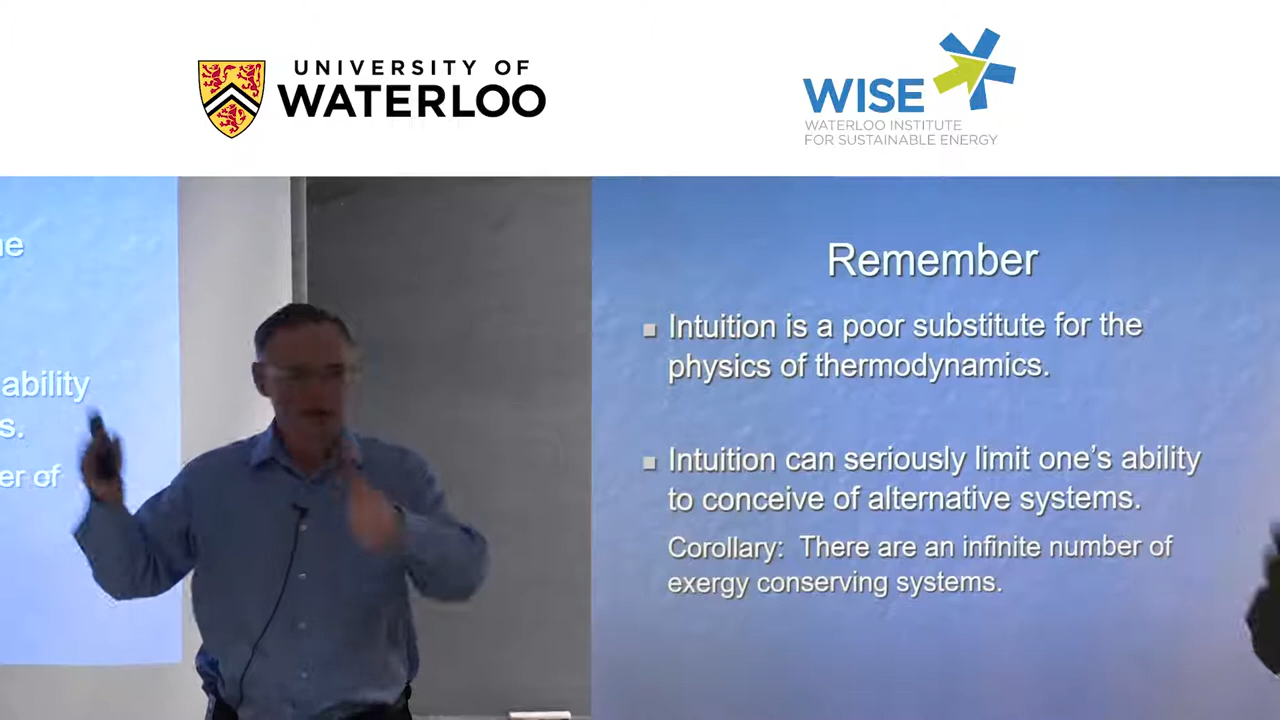 UNIVERSITY OF
WATERLOO
WISE
WATERLOO INSTITUTE
FOR SUSTAINABLE ENERGY
ne
ability
s.
er of
Remember
Intuition is a poor substitute for the
physics of thermodynamics.
Intuition can seriously limit one's ability
to conceive of alternative systems.
Corollary: There are an infinite number of
exergy conserving systems.